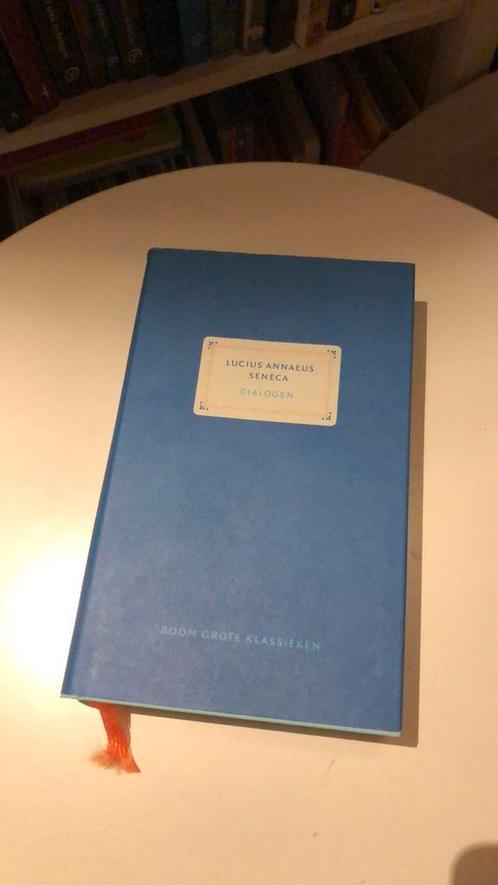 LUCIUS ANNAEUS
SENECA
DIALOGEN
BOOM GROTE KLASSIEKEN